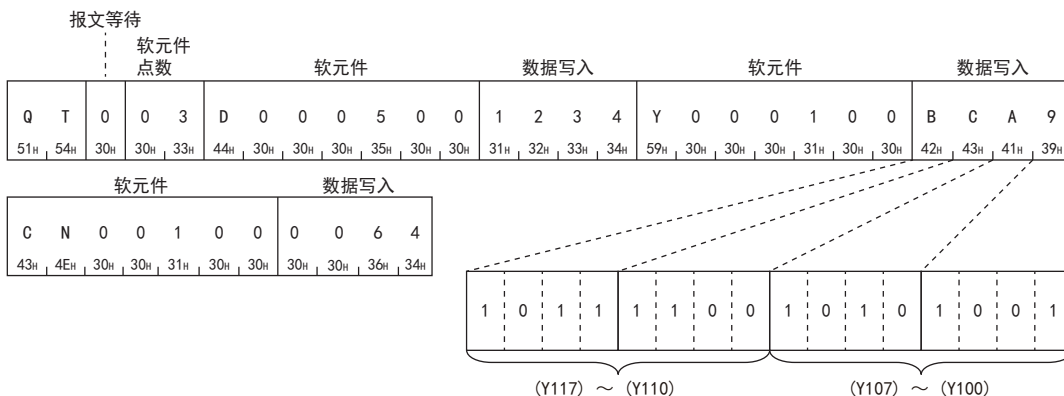 报文等待
软元件
点数 软元件 数据写入 软元件 数据写入
Q T 0 0 3 D 0 0 0 5 0 0 1 2 3 4 Y 0 0 0 1 0 0 B C A 9
51H 54H 30H 30H 33H 44H 30H 30H 30H 35H 30H 30H 31H 32H 33H 34H 59H 30H 30H 30H 31H 30H 30H 42H 43H 41H 39H
软元件 数据写入
C N 0 0 1 0 0 0 0 6 4
43H 4EH 30H 30H 31H 30H 30H 30H 30H 36H 34H
1 0 1 1 1 1 0 0 1 0 1 0 1 0 0 1
(Y117) ～ (Y110) (Y107) ～ (Y100)